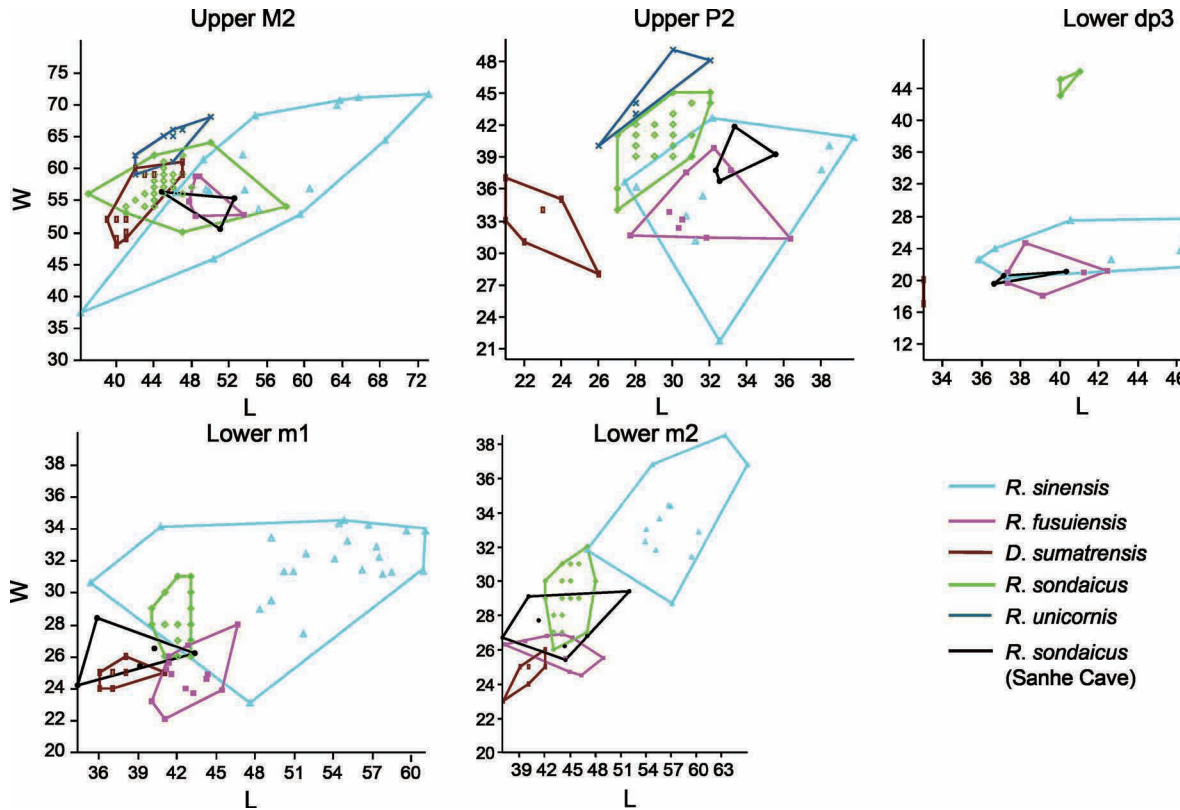 Upper M2
Upper P2
Lower dp3
W
75
70
65
60
55
50
45
40
35
30
40 44 48 52 56 60 64 68 72
L
48
45
42
39
36
33
30
27
24
21
22 24 26 28 30 32 34 36 38
L
44
40
36
32
28
24
20
16
12
34 36 38 40 42 44 46
L
Lower m1
Lower m2
W
38
36
34
32
30
28
26
24
22
20
36 39 42 45 48 51 54 57 60
L
38
36
34
32
30
28
26
24
22
20
39 42 45 48 51 54 57 60 63
L
R. sinensis
R. fusuiensis
D. sumatrensis
R. sondaicus
R. unicornis
R. sondaicus
(Sanhe Cave)